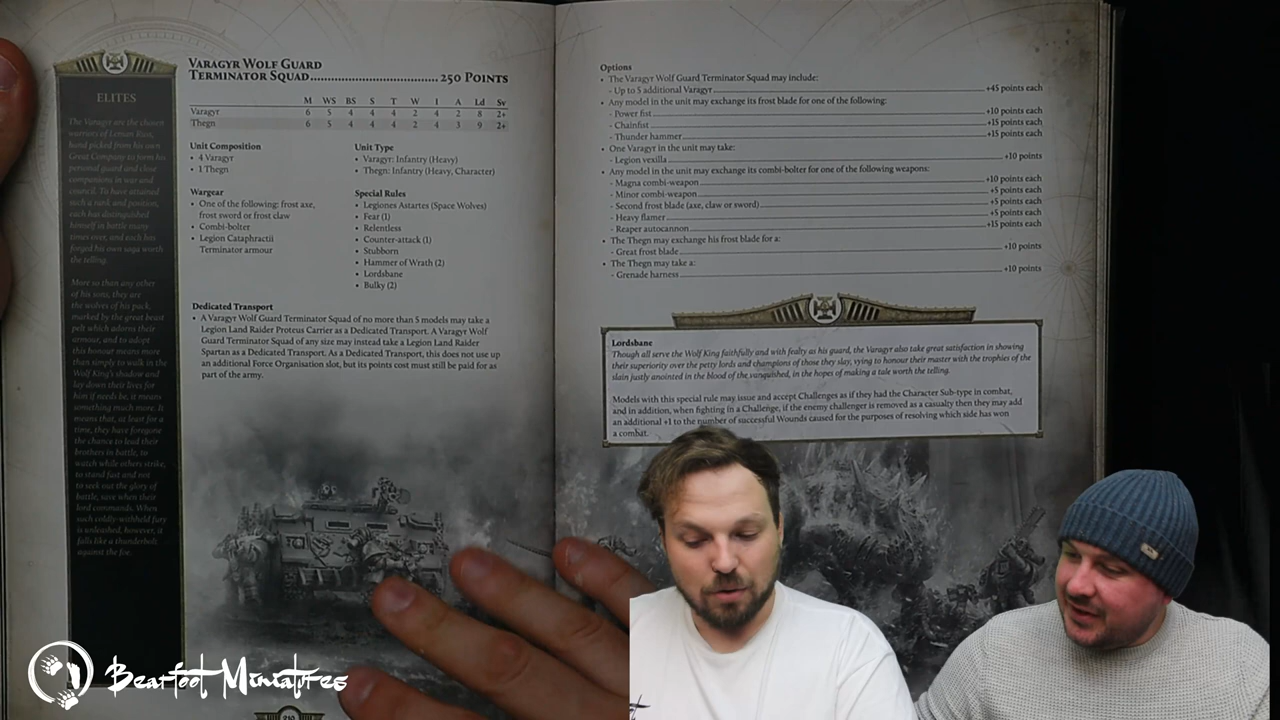 ELITES
The Varagyr are the chosen
warriors of Leman Russ,
hand picked from his own
Great Company to form his
personal guard and close
companions in war and
council. To have attained
such a rank and position,
each has distinguished
himself in battle many
times over, and each has
forged his own saga worth
the telling.
More so than any other
of his sons, they are
the wolves of his pack,
marked by the great beast
pelt which adorns their
armour, and to adopt
this honour means more
than simply to walk in the
Wolf King's shadow and
lay down their lives for
him if needs be, it means
something much more. It
means that, at least for a
time, they have foregone
the chance to lead their
brothers in battle, to
watch while others strike,
to stand fast and not
to seek out the glory of
battle, save when their
lord commands. When
such coldly-withheld fury
is unleashed, however, it
falls like a thunderbolt
against the foe.
VARAGYR WOLF GUARD
TERMINATOR SQUAD 250 POINTS
M WS BS S T W I A Ld Sv
Varagyr 6 5 4 4 4 2 4 2 8 2+
Thegn 6 5 4 4 4 2 4 3 9 2+
Unit Composition
• 4 Varagyr
• 1 Thegn
Unit Type
• Varagyr: Infantry (Heavy)
• Thegn: Infantry (Heavy, Character)
Wargear
• One of the following: frost axe,
frost sword or frost claw
• Combi-bolter
• Legion Cataphractii
Terminator armour
Special Rules
• Legiones Astartes (Space Wolves)
• Fear (1)
• Relentless
• Counter-attack (1)
• Stubborn
• Hammer of Wrath (2)
• Lordsbane
• Bulky (2)
Dedicated Transport
• A Varagyr Wolf Guard Terminator Squad of no more than 5 models may take a
Legion Land Raider Proteus Carrier as a Dedicated Transport. A Varagyr Wolf
Guard Terminator Squad of any size may instead take a Legion Land Raider
Spartan as a Dedicated Transport. As a Dedicated Transport, this does not use up
an additional Force Organisation slot, but its points cost must still be paid for as
part of the army.
Options
• The Varagyr Wolf Guard Terminator Squad may include:
- Up to 5 additional Varagyr +45 points each
• Any model in the unit may exchange its frost blade for one of the following:
- Power fist +10 points each
- Chainfist +15 points each
- Thunder hammer +15 points each
• One Varagyr in the unit may take:
- Legion vexilla +10 points
• Any model in the unit may exchange its combi-bolter for one of the following weapons:
- Magna combi-weapon +10 points each
- Minor combi-weapon +5 points each
- Second frost blade (axe, claw or sword) +5 points each
- Heavy flamer +5 points each
- Reaper autocannon +15 points each
• The Thegn may exchange his frost blade for a:
- Great frost blade +10 points
• The Thegn may take a:
- Grenade harness +10 points
Lordsbane
Though all serve the Wolf King faithfully and with fealty as his guard, the Varagyr also take great satisfaction in showing
their superiority over the petty lords and champions of those they slay, vying to honour their master with the trophies of the
slain justly anointed in the blood of the vanquished, in the hopes of making a tale worth the telling.
Models with this special rule may issue and accept Challenges as if they had the Character Sub-type in combat,
and in addition, when fighting in a Challenge, if the enemy challenger is removed as a casualty then they may add
an additional +1 to the number of successful Wounds caused for the purposes of resolving which side has won
a combat.
Bearfoot Miniatures